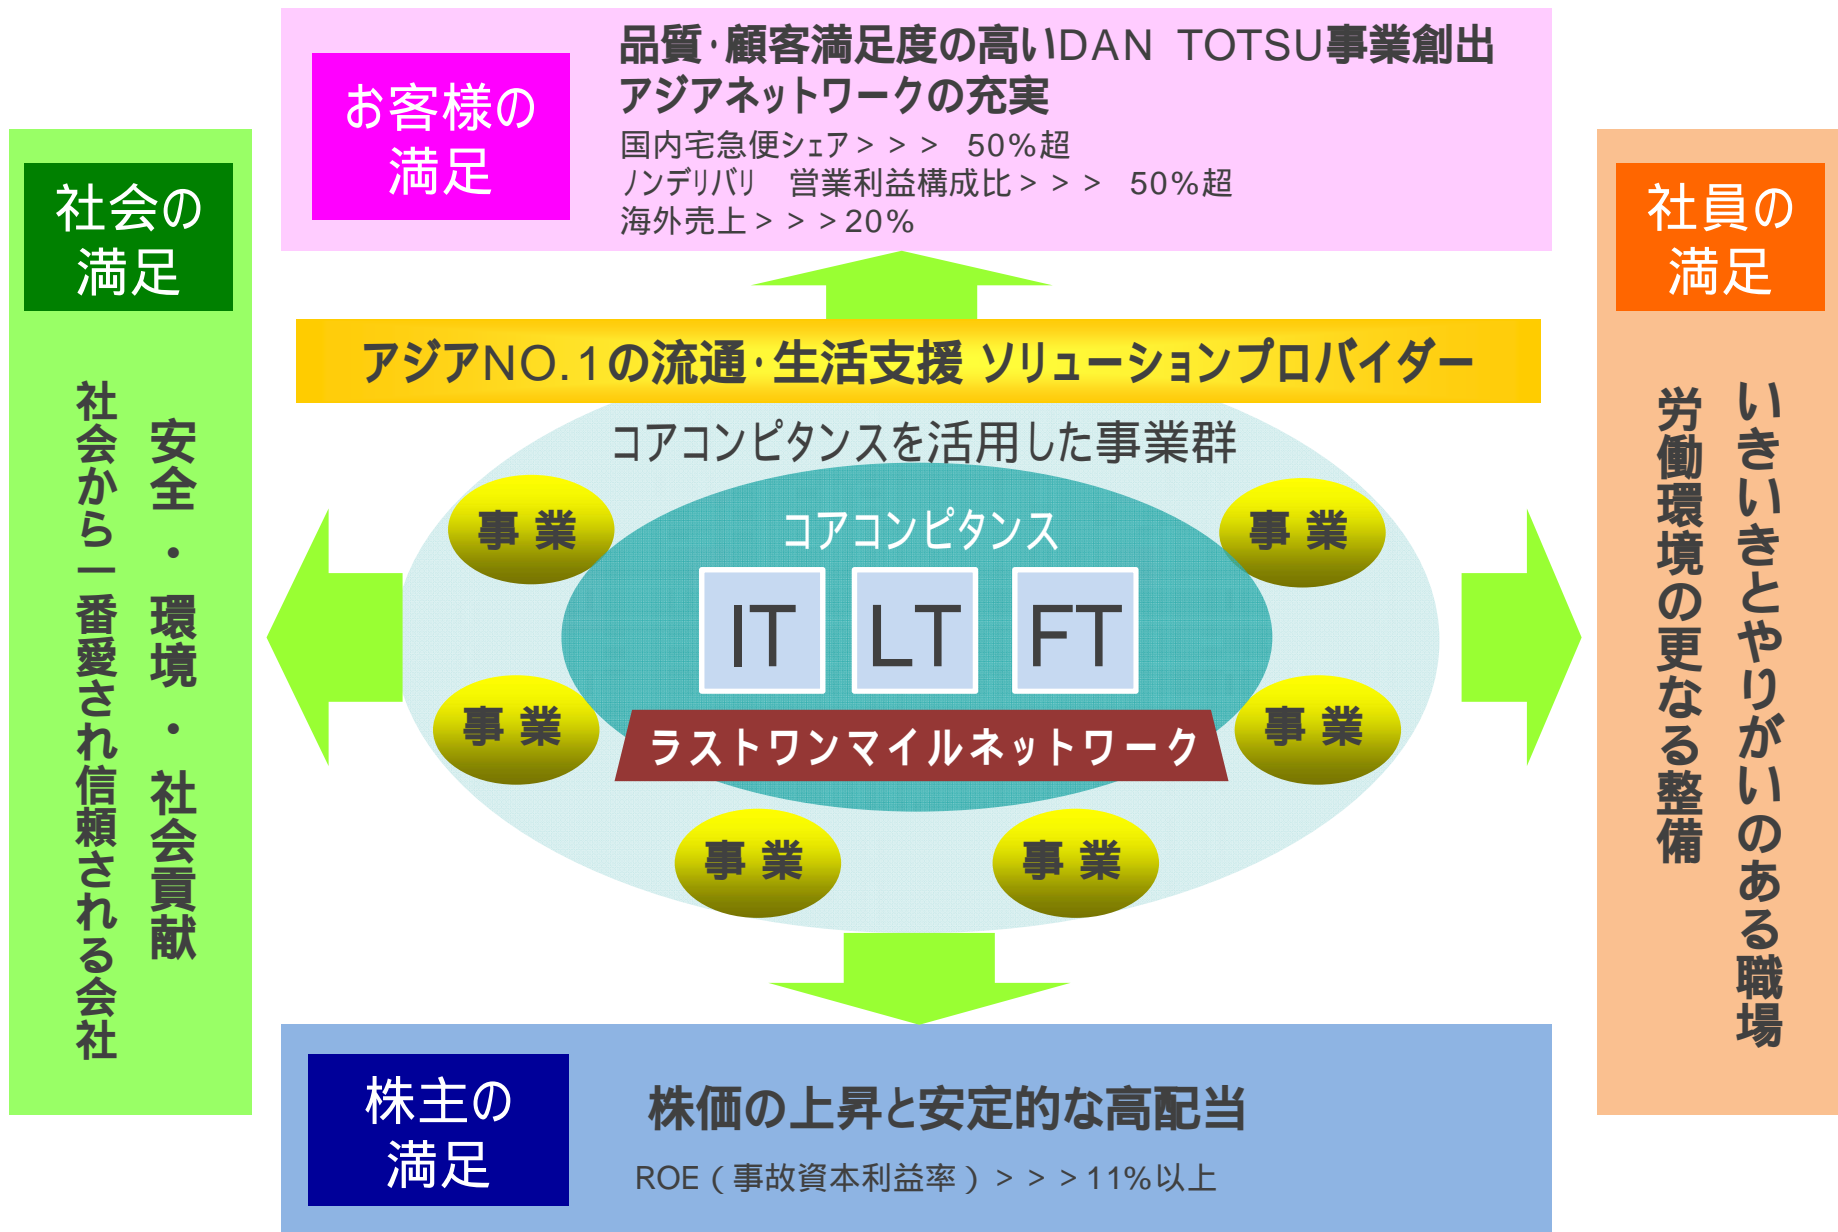 お客様の
満足
品質・顧客満足度の高いDAN TOTSU事業創出
アジアネットワークの充実
国内宅急便シェア>>> 50%超
ノンデリバリ 営業利益構成比>>> 50%超
海外売上>>>20%
社会の
満足
安全・環境・社会貢献
社会から一番愛され信頼される会社
社員の
満足
いきいきとやりがいのある職場
労働環境の更なる整備
アジアNO.1の流通・生活支援 ソリューションプロバイダー
コアコンピタンスを活用した事業群
コアコンピタンス
事業
事業
IT LT FT
事業
事業
ラストワンマイルネットワーク
事業
事業
株主の
満足
株価の上昇と安定的な高配当
ROE(事故資本利益率)>>>11%以上